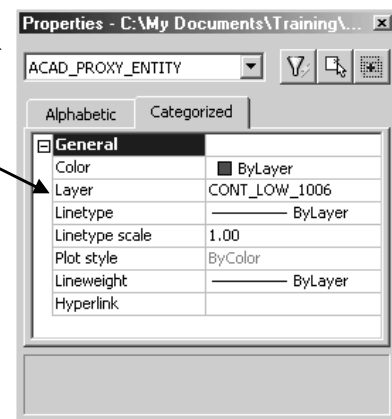 Properties - C:\My Documents\Training\...
ACAD_PROXY_ENTITY
Alphabetic Categorized
General
Color ByLayer
Layer CONT_LOW_1006
Linetype ByLayer
Linetype scale 1.00
Plot style ByColor
Lineweight ByLayer
Hyperlink